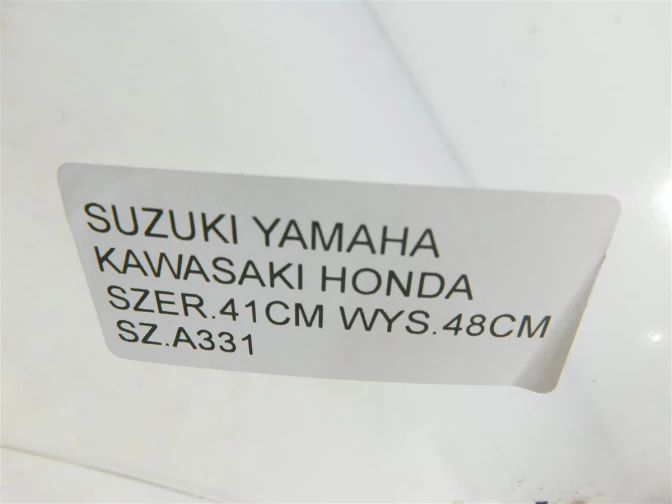 SUZUKI YAMAHA
KAWASAKI HONDA
SZER.41CM WYS.48CM
SZ.A331